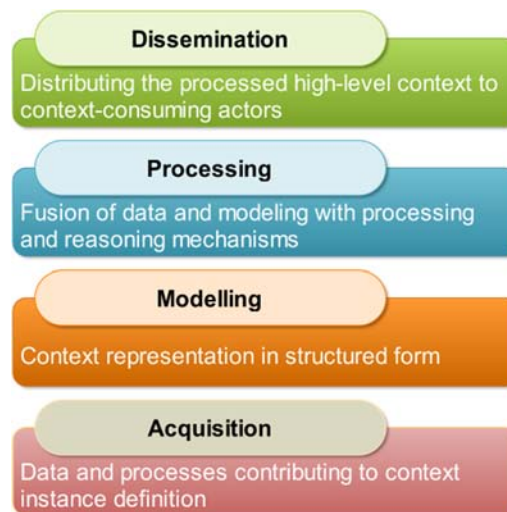 Dissemination
Distributing the processed high-level context to
context-consuming actors
Processing
Fusion of data and modeling with processing
and reasoning mechanisms
Modelling
Context representation in structured form
Acquisition
Data and processes contributing to context
instance definition